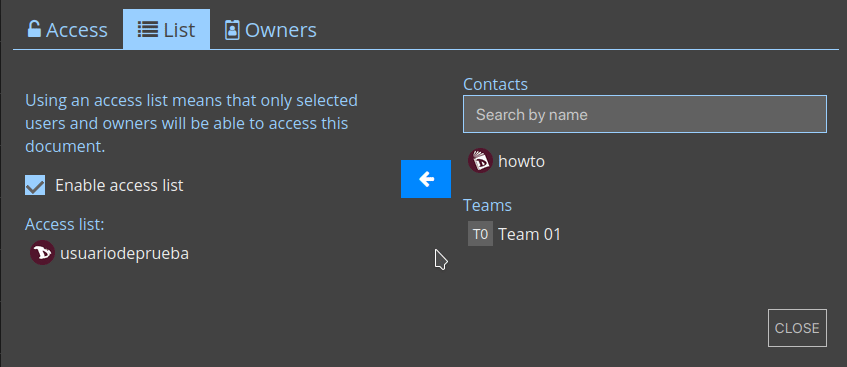 Access
List
Owners
Using an access list means that only selected
users and owners will be able to access this
document.
Enable access list
Access list:
usuariodeprueba
Contacts
Search by name
howto
Teams
T0 Team 01
CLOSE